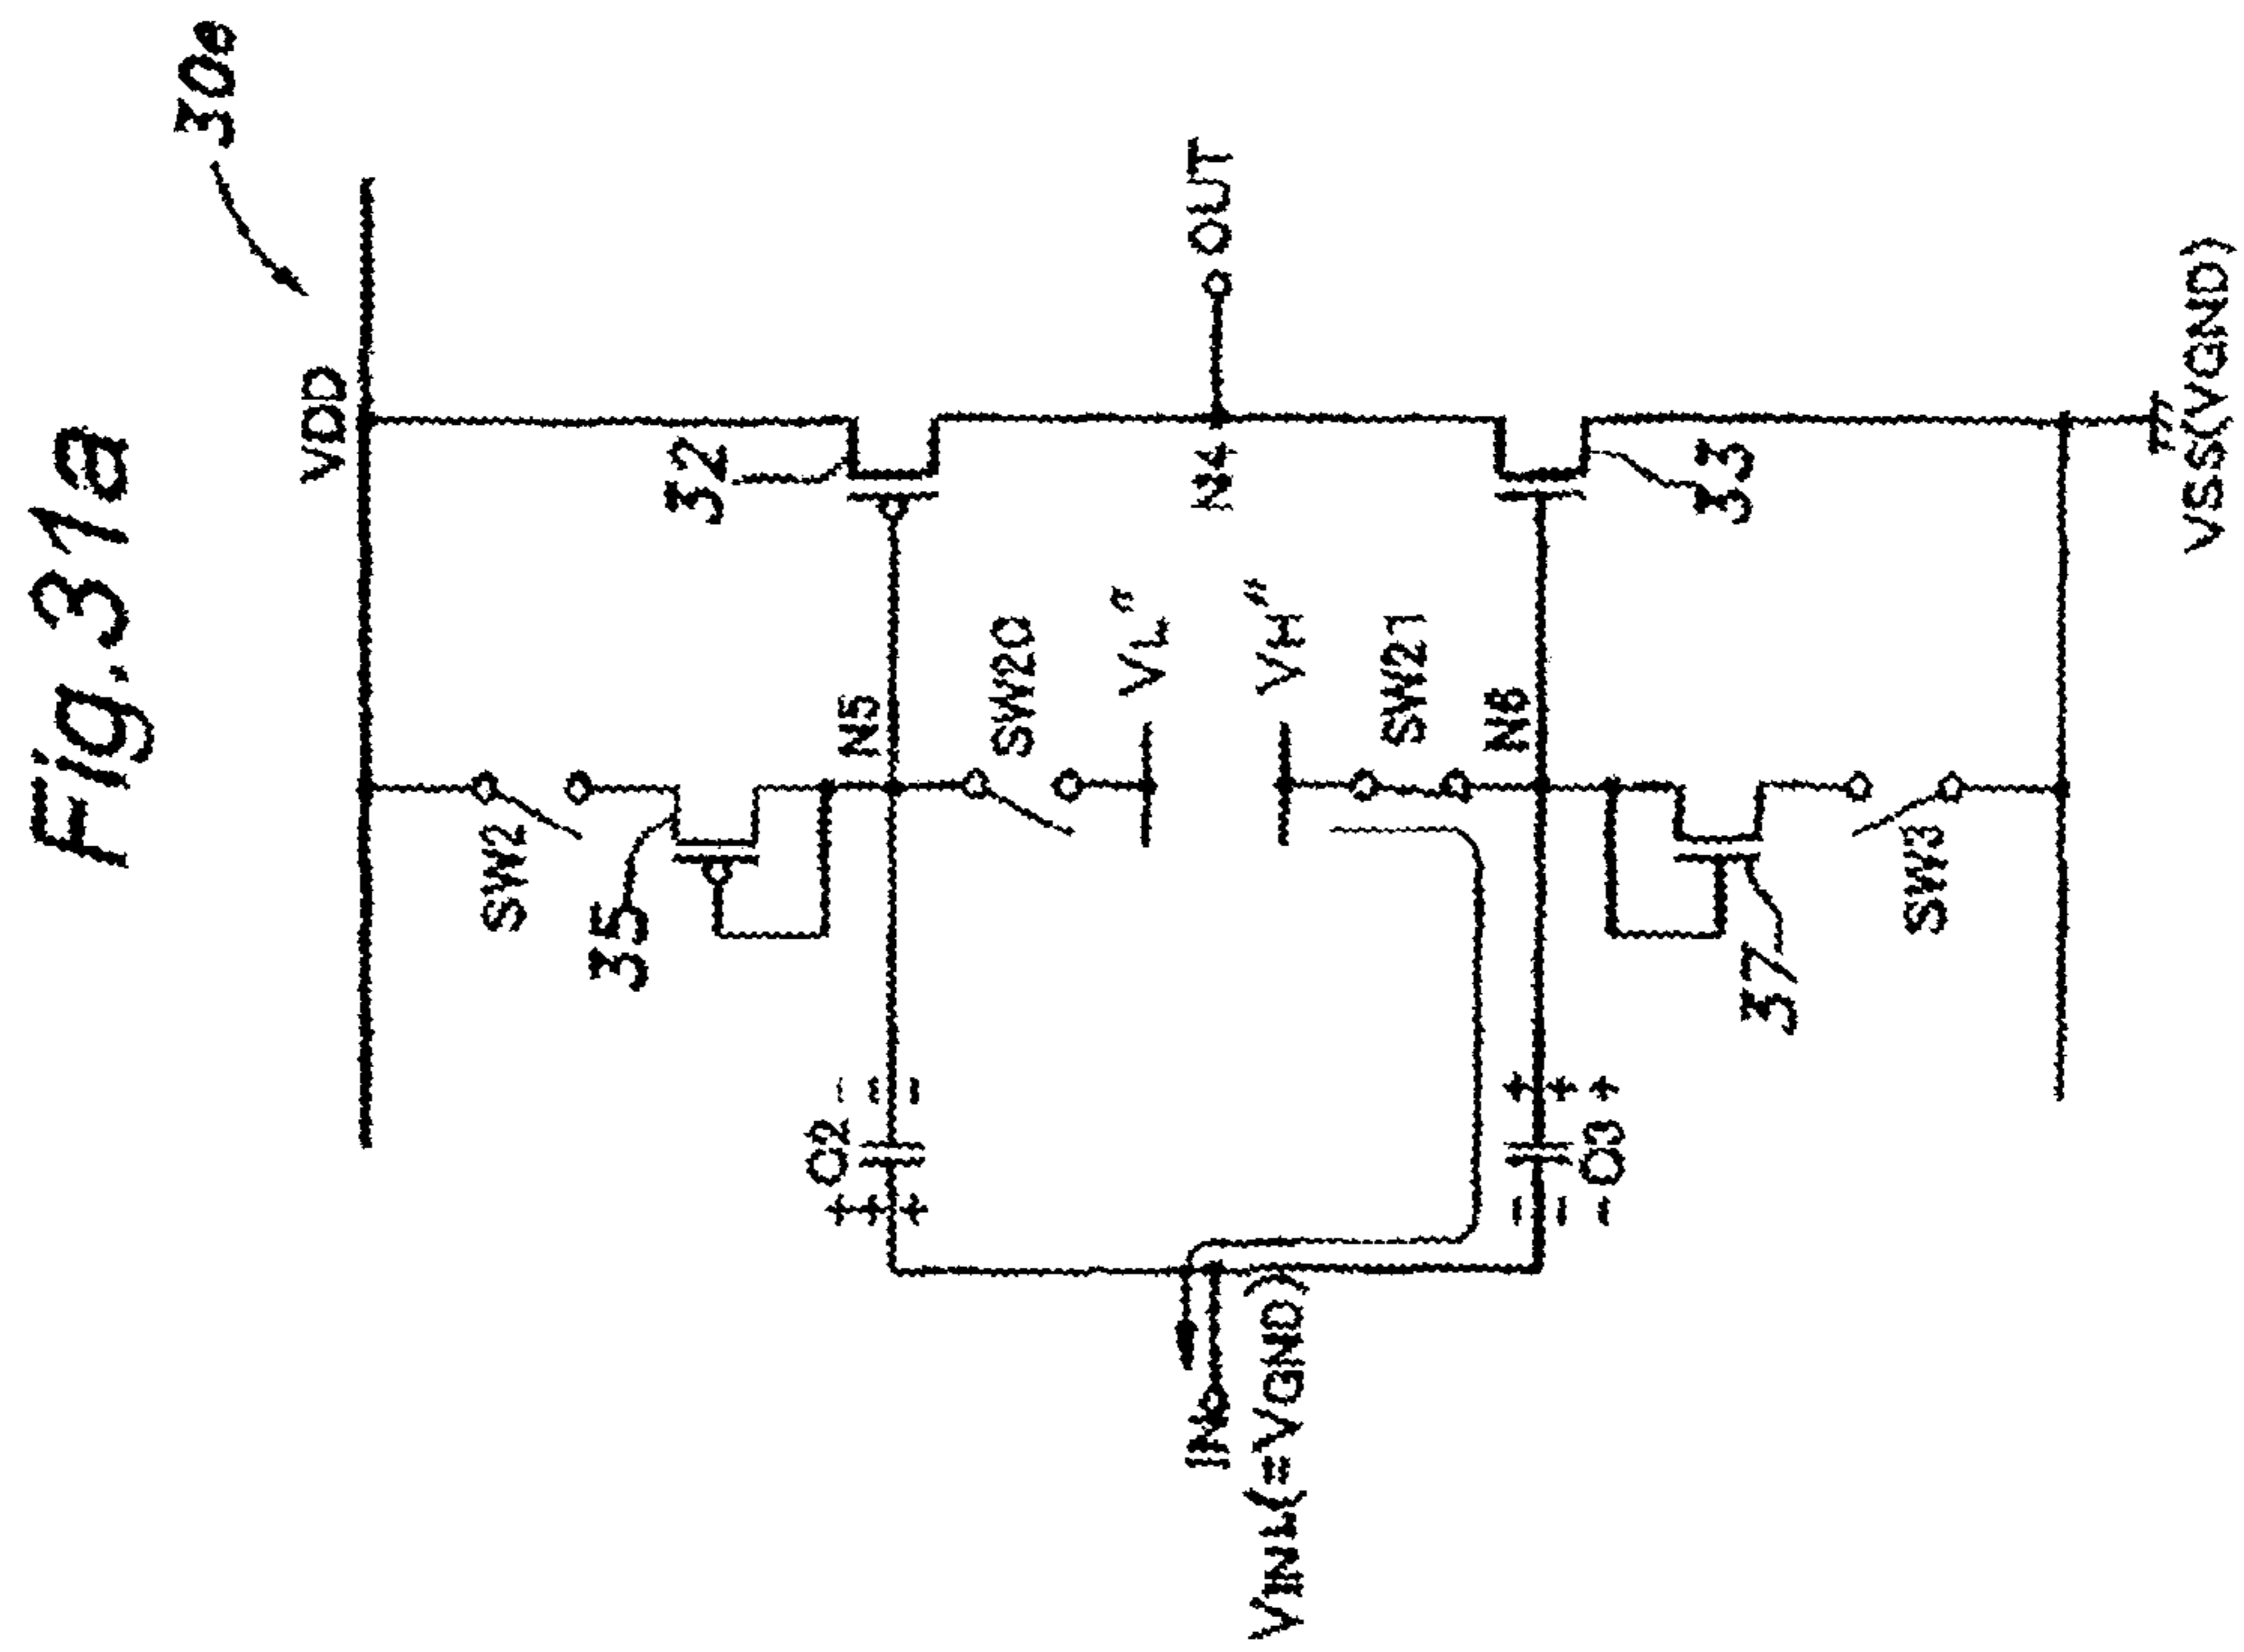 Fig. 31a
30e
VDD
SW2
35
32
N5
C2
+ + +
- - -
SW20
VL"
N4
OUT
IN
VINL(=VGND)
VH"
SW21
N8
C3
- - -
+ + +
37
33
SW3
VSS(VGND)